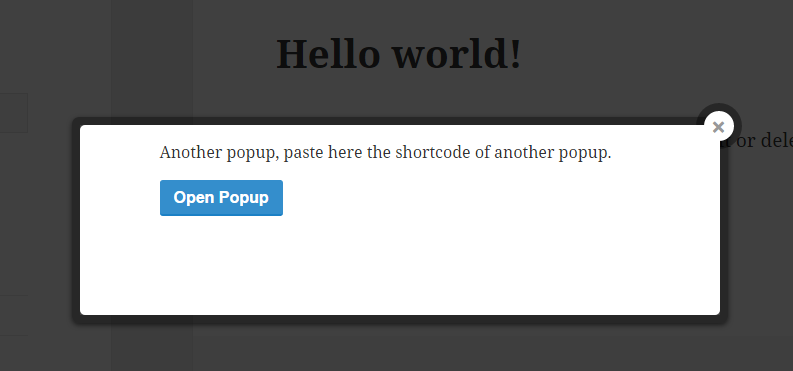 Hello world!
or dele
Another popup, paste here the shortcode of another popup.
Open Popup